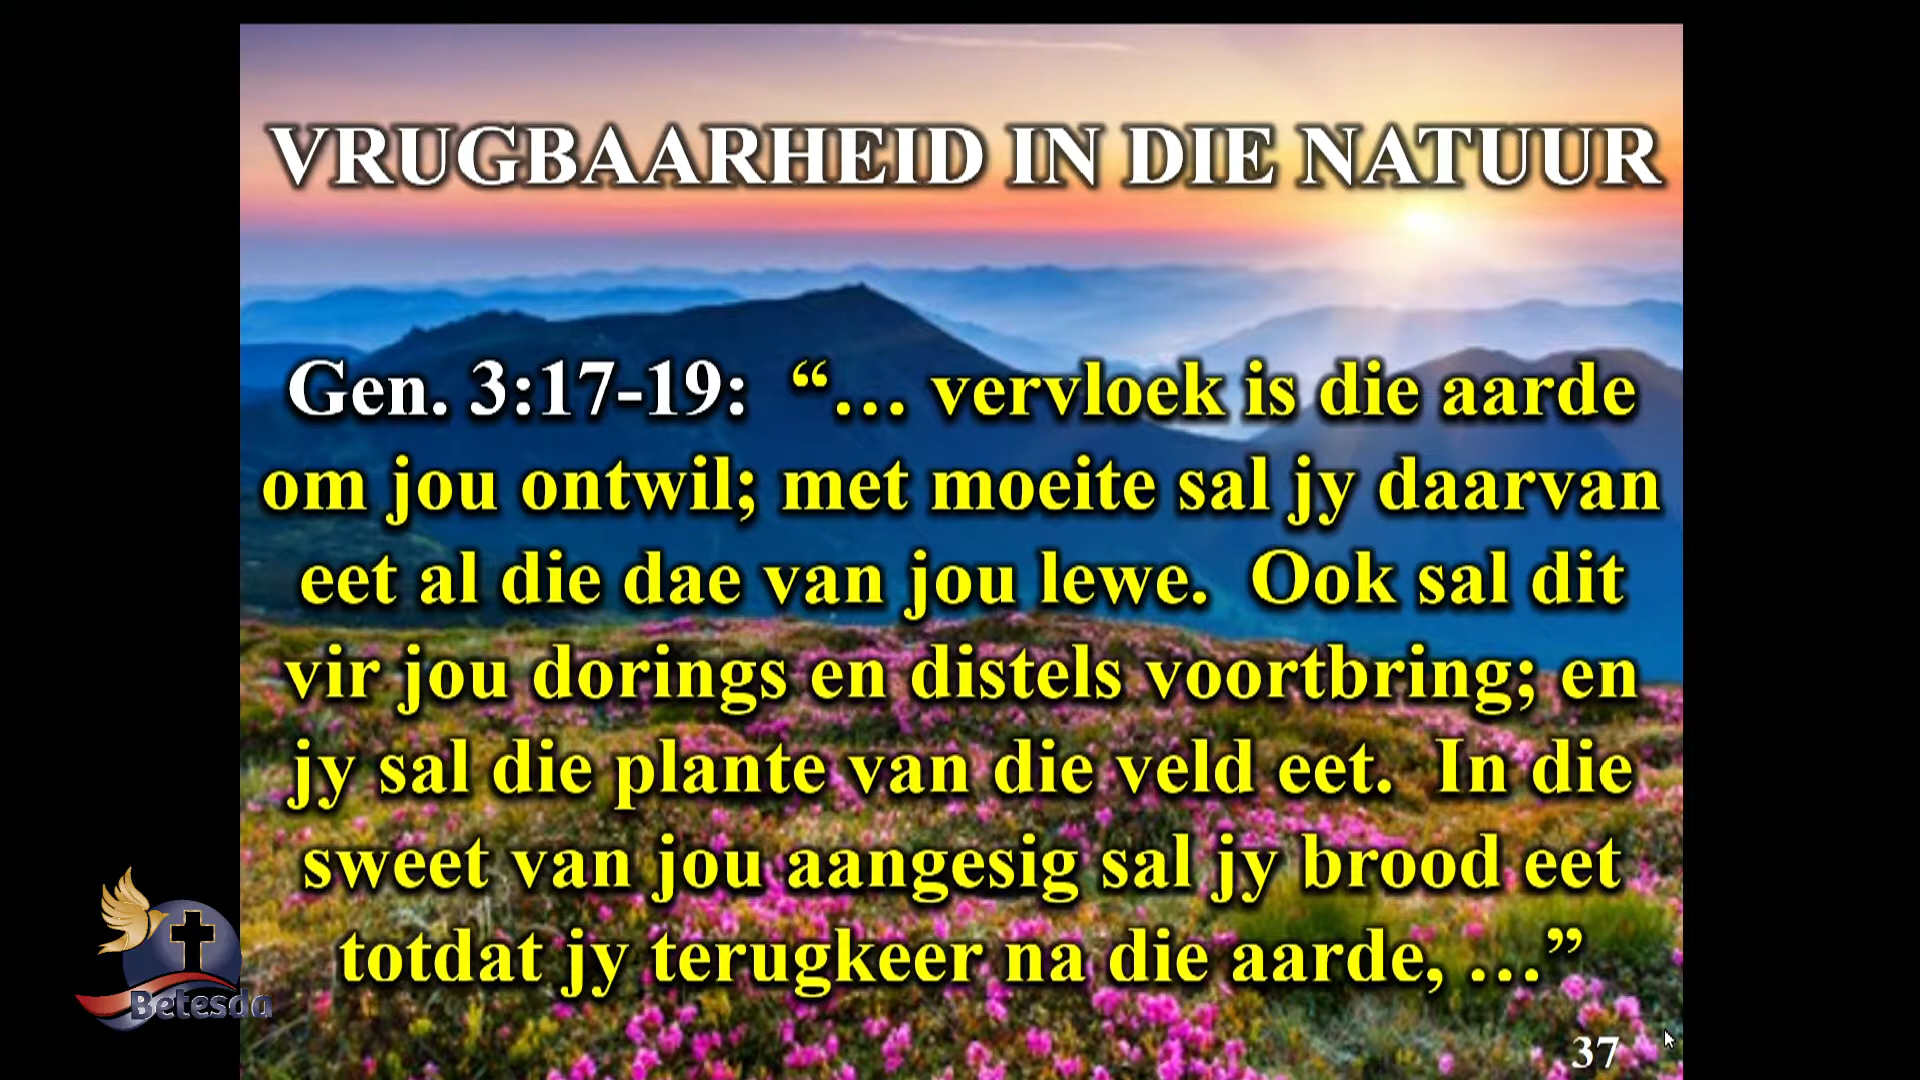 VRUGBAARHEID IN DIE NATUUR
Gen. 3:17-19: “… vervloek is die aarde
om jou ontwil; met moeite sal jy daarvan
eet al die dae van jou lewe. Ook sal dit
vir jou dorings en distels voortbring; en
jy sal die plante van die veld eet. In die
sweet van jou aangesig sal jy brood eet
totdat jy terugkeer na die aarde, …”
Betesda
37